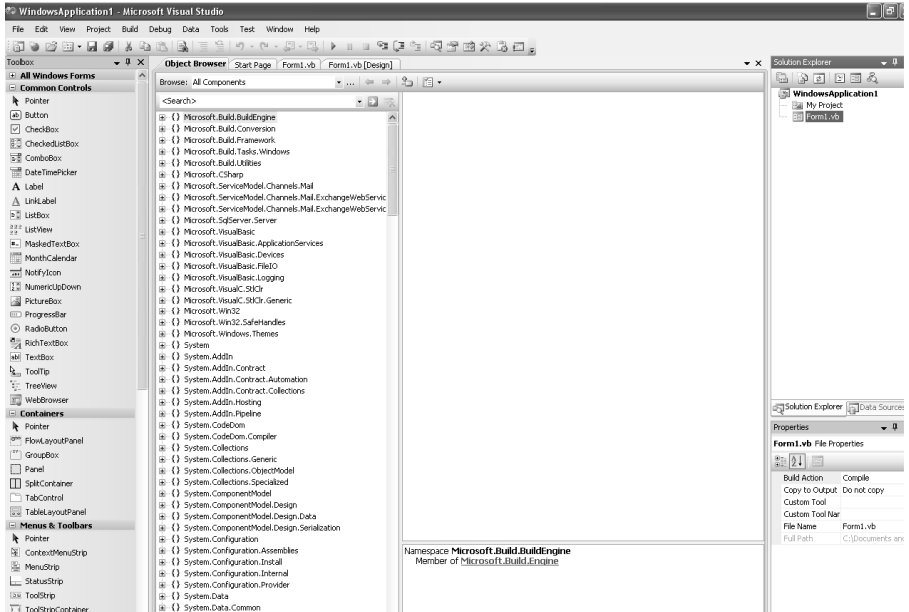 WindowsApplication1 - Microsoft Visual Studio
File Edit View Project Build Debug Data Tools Test Window Help
Toolbox
All Windows Forms
Common Controls
Pointer
Button
CheckBox
CheckedListBox
ComboBox
DateTimePicker
Label
LinkLabel
ListBox
ListView
MaskedTextBox
MonthCalendar
NotifyIcon
NumericUpDown
PictureBox
ProgressBar
RadioButton
RichTextBox
TextBox
ToolTip
TreeView
WebBrowser
Containers
Pointer
FlowLayoutPanel
GroupBox
Panel
SplitContainer
TabControl
TableLayoutPanel
Menus & Toolbars
Pointer
ContextMenuStrip
MenuStrip
StatusStrip
ToolStrip
ToolStripContainer
Object Browser Start Page Form1.vb Form1.vb [Design]
Browse: All Components
<Search>
{} Microsoft.Build.BuildEngine
{} Microsoft.Build.Conversion
{} Microsoft.Build.Framework
{} Microsoft.Build.Tasks.Windows
{} Microsoft.Build.Utilities
{} Microsoft.CSharp
{} Microsoft.ServiceModel.Channels.Mail
{} Microsoft.ServiceModel.Channels.Mail.ExchangeWebServic
{} Microsoft.ServiceModel.Channels.Mail.ExchangeWebServic
{} Microsoft.SqlServer.Server
{} Microsoft.VisualBasic
{} Microsoft.VisualBasic.ApplicationServices
{} Microsoft.VisualBasic.Devices
{} Microsoft.VisualBasic.FileIO
{} Microsoft.VisualBasic.Logging
{} Microsoft.VisualC.StlClr
{} Microsoft.VisualC.StlClr.Generic
{} Microsoft.Win32
{} Microsoft.Win32.SafeHandles
{} Microsoft.Windows.Themes
{} System
{} System.AddIn
{} System.AddIn.Contract
{} System.AddIn.Contract.Automation
{} System.AddIn.Contract.Collections
{} System.AddIn.Hosting
{} System.AddIn.Pipeline
{} System.CodeDom
{} System.CodeDom.Compiler
{} System.Collections
{} System.Collections.Generic
{} System.Collections.ObjectModel
{} System.Collections.Specialized
{} System.ComponentModel
{} System.ComponentModel.Design
{} System.ComponentModel.Design.Data
{} System.ComponentModel.Design.Serialization
{} System.Configuration
{} System.Configuration.Assemblies
{} System.Configuration.Install
{} System.Configuration.Internal
{} System.Configuration.Provider
{} System.Data
{} System.Data.Common
Namespace Microsoft.Build.BuildEngine
Member of Microsoft.Build.Engine
Solution Explorer
WindowsApplication1
My Project
Form1.vb
Solution Explorer Data Sources
Properties
Form1.vb File Properties
Build Action Compile
Copy to Output Do not copy
Custom Tool
Custom Tool Nar
File Name Form1.vb
Full Path C:\Documents and